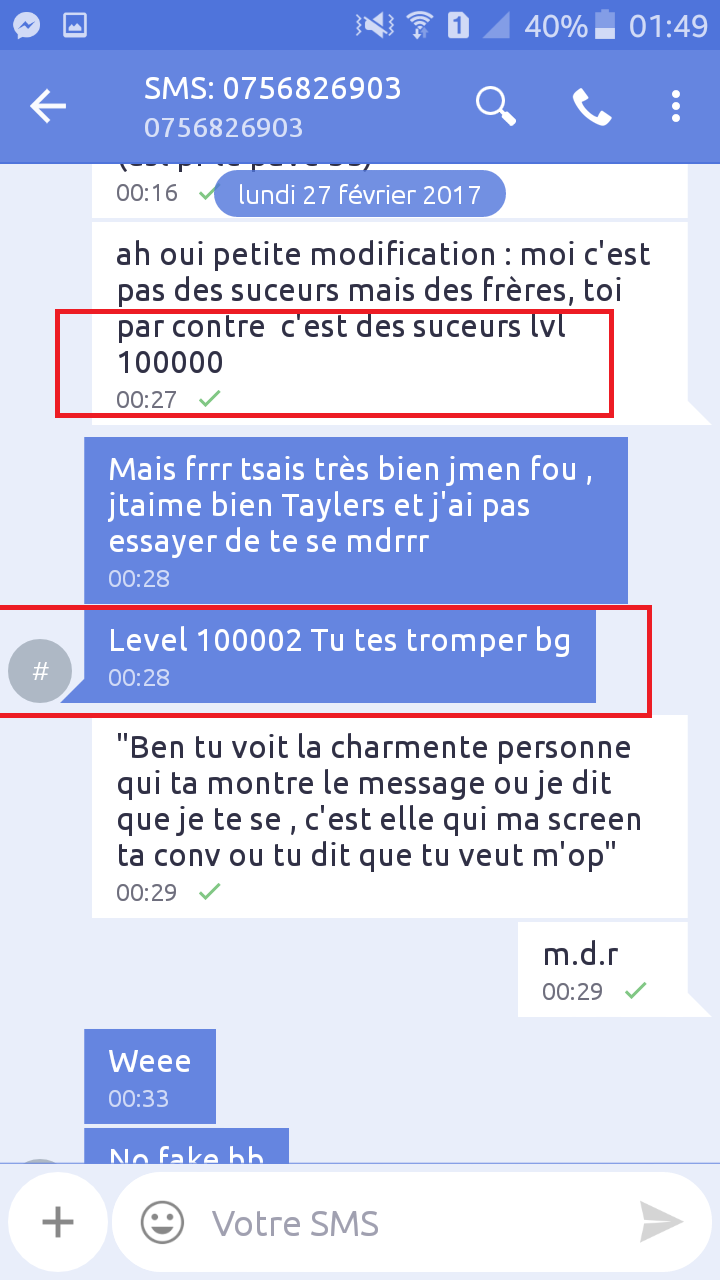 40% 01:49
SMS: 0756826903
0756826903
00:16
lundi 27 février 2017
ah oui petite modification : moi c'est
pas des suceurs mais des frères, toi
par contre  c'est des suceurs lvl
100000
00:27
Mais frrr tsais très bien jmen fou ,
jtaime bien Taylers et j'ai pas
essayer de te se mdrrr
00:28
Level 100002 Tu tes tromper bg
#
00:28
"Ben tu voit la charmente personne
qui ta montre le message ou je dit
que je te se , c'est elle qui ma screen
ta conv ou tu dit que tu veut m'op"
00:29
m.d.r
00:29
Weee
00:33
No fake bb
Votre SMS